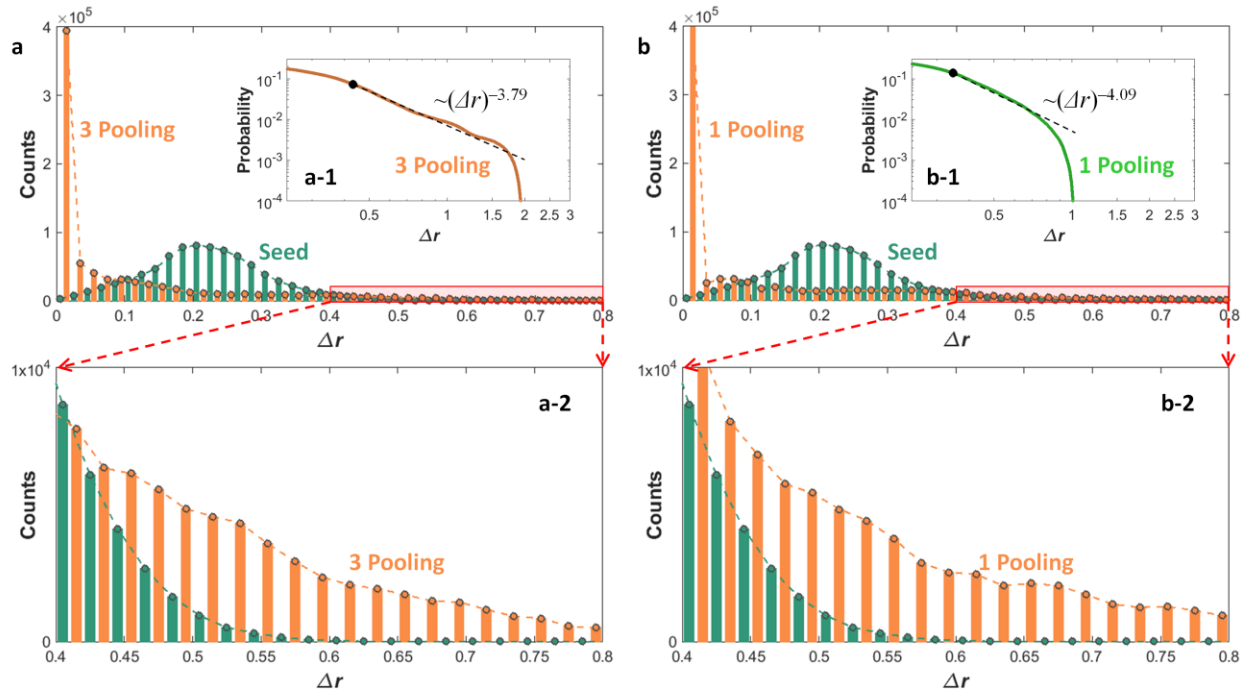 a
×10⁵
4
3
2
1
0
Counts
3 Pooling
Seed
0 0.1 0.2 0.3 0.4 0.5 0.6 0.7 0.8
Δr
10⁻¹
10⁻²
10⁻³
10⁻⁴
Probability
~(Δr)⁻³·⁷⁹
3 Pooling
a-1
0.5 1 1.5 2 2.5 3
Δr
b
×10⁵
4
3
2
1
0
Counts
1 Pooling
Seed
0 0.1 0.2 0.3 0.4 0.5 0.6 0.7 0.8
Δr
10⁻¹
10⁻²
10⁻³
10⁻⁴
Probability
~(Δr)⁻⁴·⁰⁹
1 Pooling
b-1
0.5 1 1.5 2 2.5 3
Δr
1x10⁴
0
Counts
a-2
3 Pooling
0.4 0.45 0.5 0.55 0.6 0.65 0.7 0.75 0.8
Δr
1x10⁴
0
Counts
b-2
1 Pooling
0.4 0.45 0.5 0.55 0.6 0.65 0.7 0.75 0.8
Δr